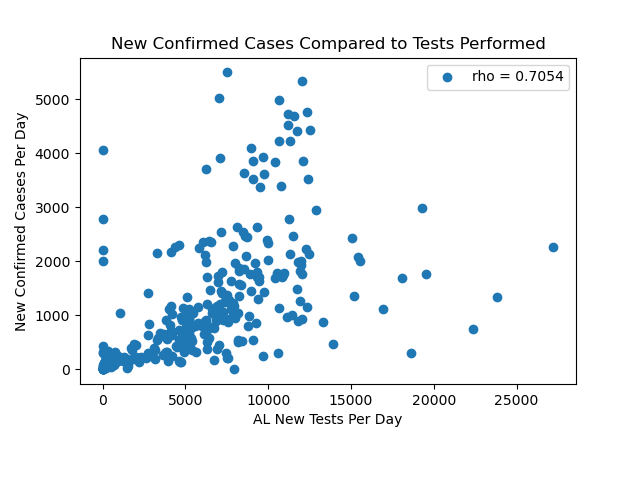 New Confirmed Cases Compared to Tests Performed
rho = 0.7054
New Confirmed Caeses Per Day
5000
4000
3000
2000
1000
0
0 5000 10000 15000 20000 25000
AL New Tests Per Day